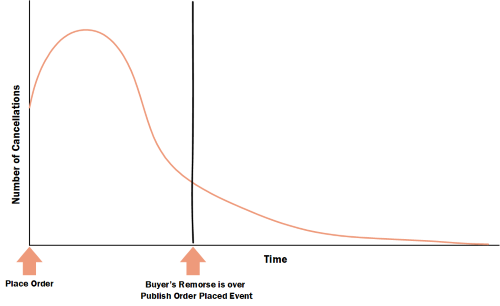 Number of Cancellations
Time
Place Order
Buyer's Remorse is over
Publish Order Placed Event